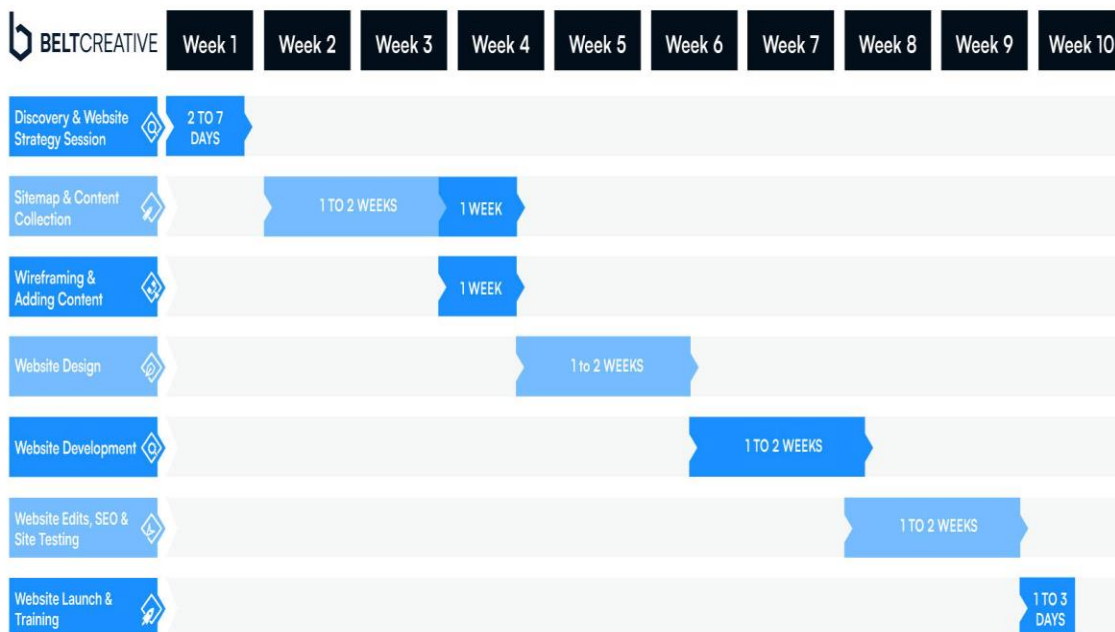 BELTCREATIVE
Week 1
Week 2
Week 3
Week 4
Week 5
Week 6
Week 7
Week 8
Week 9
Week 10
Discovery & Website
Strategy Session
2 TO 7
DAYS
Sitemap & Content
Collection
1 TO 2 WEEKS
1 WEEK
Wireframing &
Adding Content
1 WEEK
Website Design
1 to 2 WEEKS
Website Development
1 TO 2 WEEKS
Website Edits, SEO &
Site Testing
1 TO 2 WEEKS
Website Launch &
Training
1 TO 3
DAYS